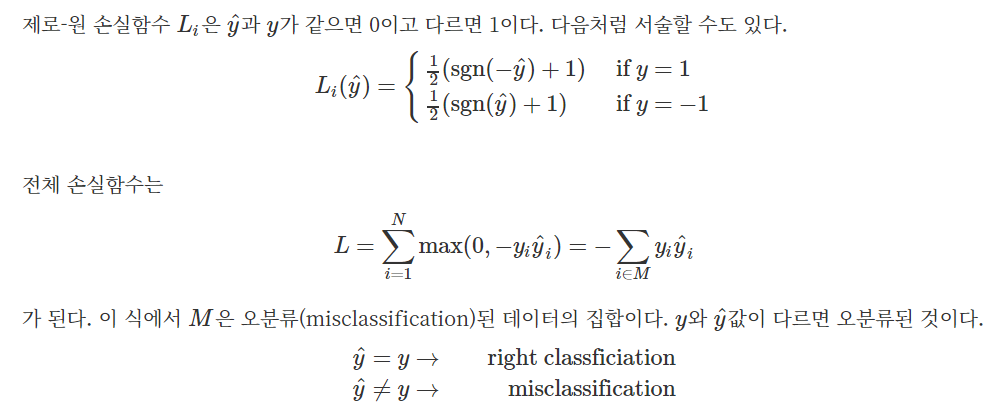 제로-원 손실함수 L_i은 ŷ과 y가 같으면 0이고 다르면 1이다. 다음처럼 서술할 수도 있다.
L_i(ŷ) = { 1/2(sgn(−ŷ) + 1) if y = 1
1/2(sgn(ŷ) + 1) if y = −1
전체 손실함수는
L = ∑_{i=1}^{N} max(0, −y_i ŷ_i) = − ∑_{i∈M} y_i ŷ_i
가 된다. 이 식에서 M은 오분류(misclassification)된 데이터의 집합이다. y와 ŷ값이 다르면 오분류된 것이다.
ŷ = y → right classficiation
ŷ ≠ y → misclassification